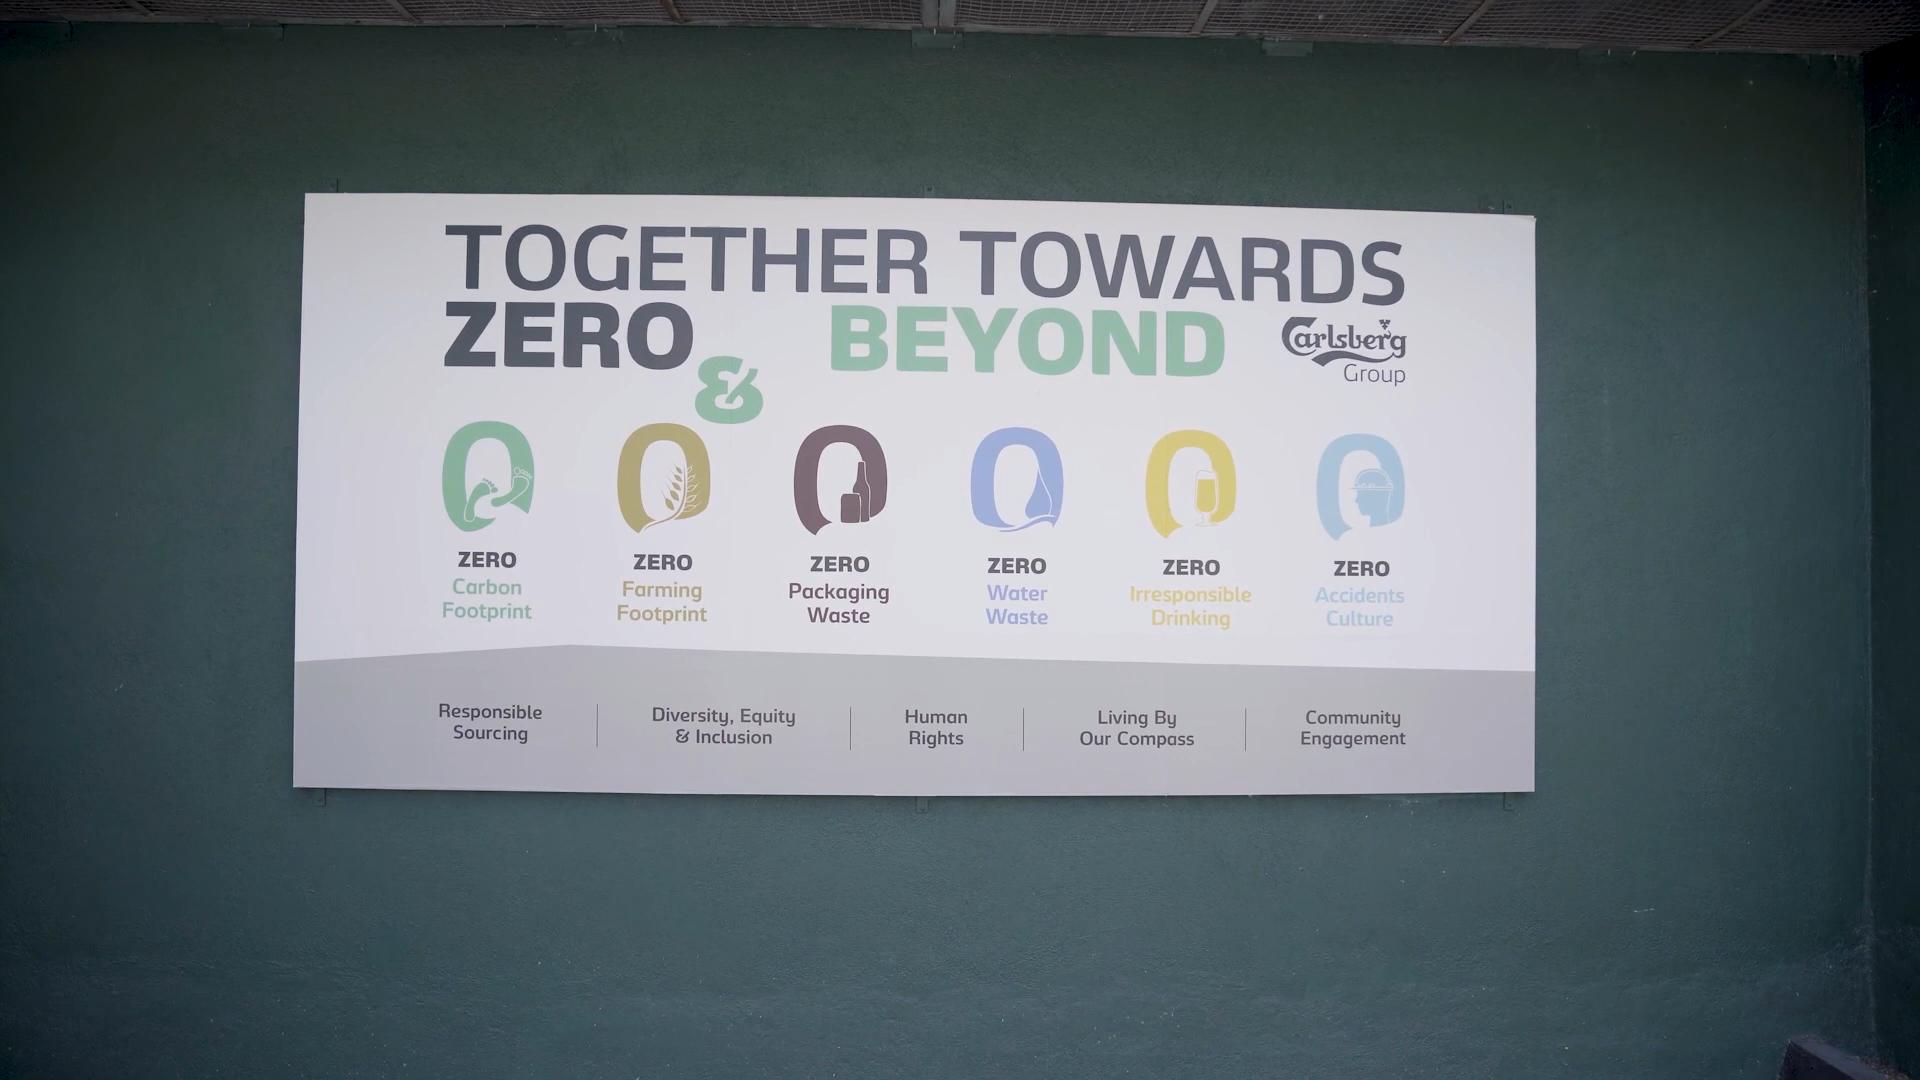 TOGETHER TOWARDS
ZERO & BEYOND
Carlsberg
Group
ZERO
Carbon
Footprint
ZERO
Farming
Footprint
ZERO
Packaging
Waste
ZERO
Water
Waste
ZERO
Irresponsible
Drinking
ZERO
Accidents
Culture
Responsible
Sourcing
Diversity, Equity
& Inclusion
Human
Rights
Living By
Our Compass
Community
Engagement